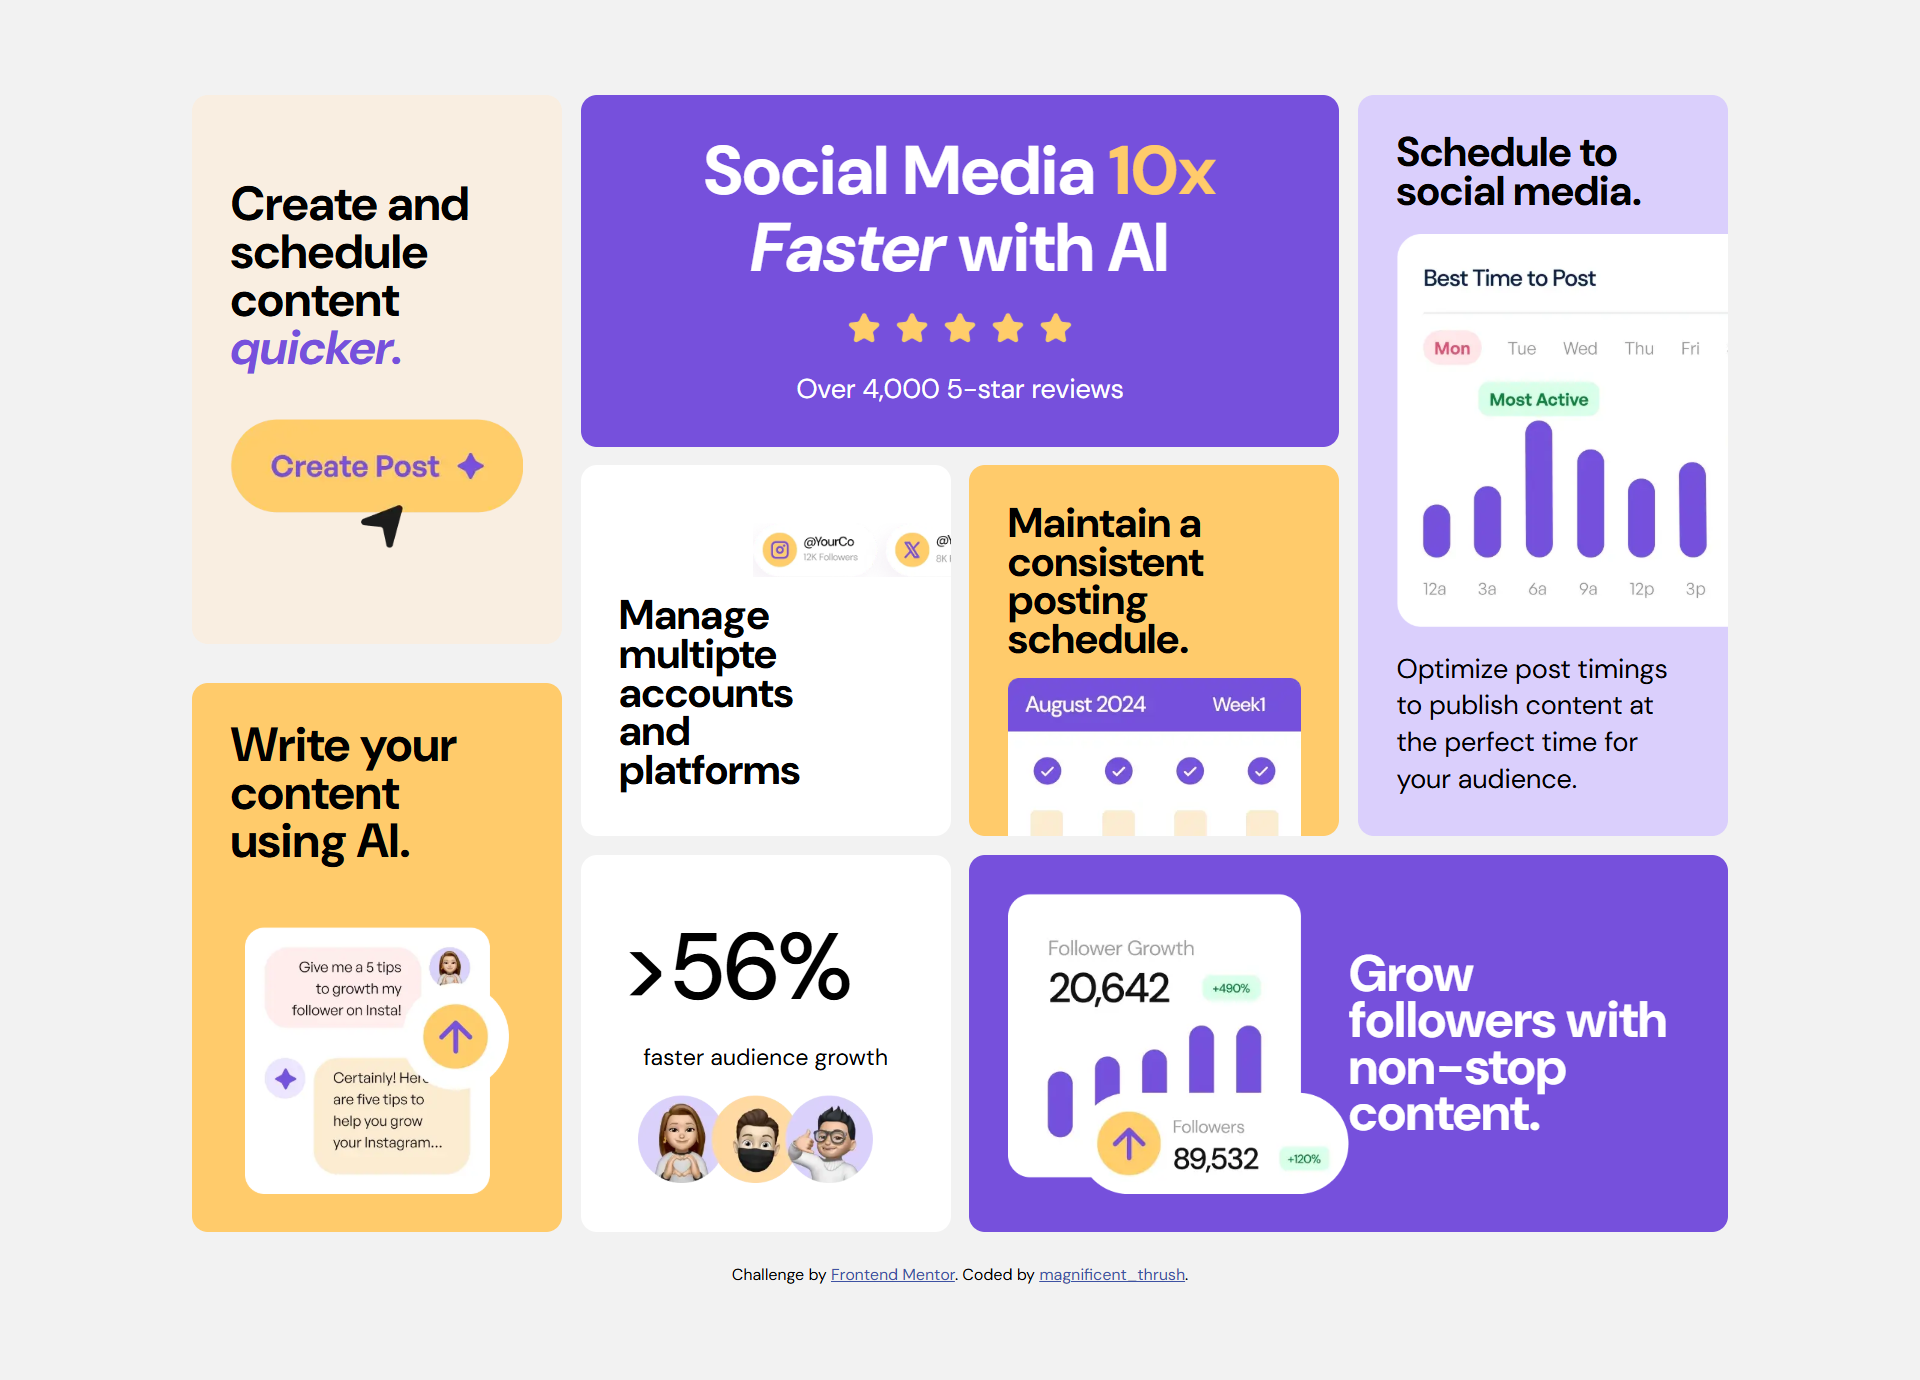 Create and
schedule
content
quicker.
Create Post
Write your
content
using AI.
Give me a 5 tips
to growth my
follower on Insta!
Certainly!
are five tips to
help you grow
your Instagram...
Social Media 10x
Faster with AI
Over 4,000 5-star reviews
@YourCo
12K Followers
8K
Manage
multipte
accounts
and
platforms
Maintain a
consistent
posting
schedule.
August 2024 Week1
>56%
faster audience growth
Schedule to
social media.
Best Time to Post
Mon Tue Wed Thu Fri
Most Active
12a 3a 6a 9a 12p 3p
Optimize post timings
to publish content at
the perfect time for
your audience.
Follower Growth
20,642 +490%
Followers
89,532 +120%
Grow
followers with
non-stop
content.
Challenge by Frontend Mentor. Coded by magnificent_thrush.